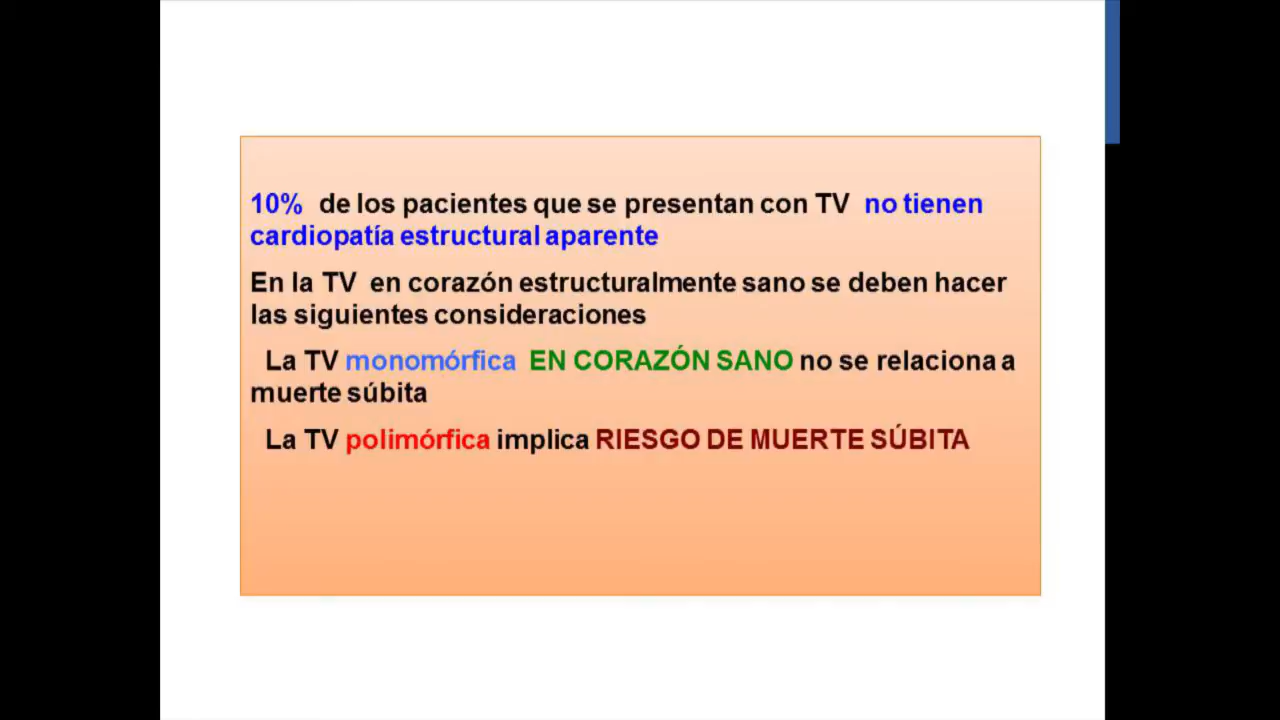 10% de los pacientes que se presentan con TV no tienen
cardiopatía estructural aparente
En la TV en corazón estructuralmente sano se deben hacer
las siguientes consideraciones
La TV monomórfica EN CORAZÓN SANO no se relaciona a
muerte súbita
La TV polimórfica implica RIESGO DE MUERTE SÚBITA